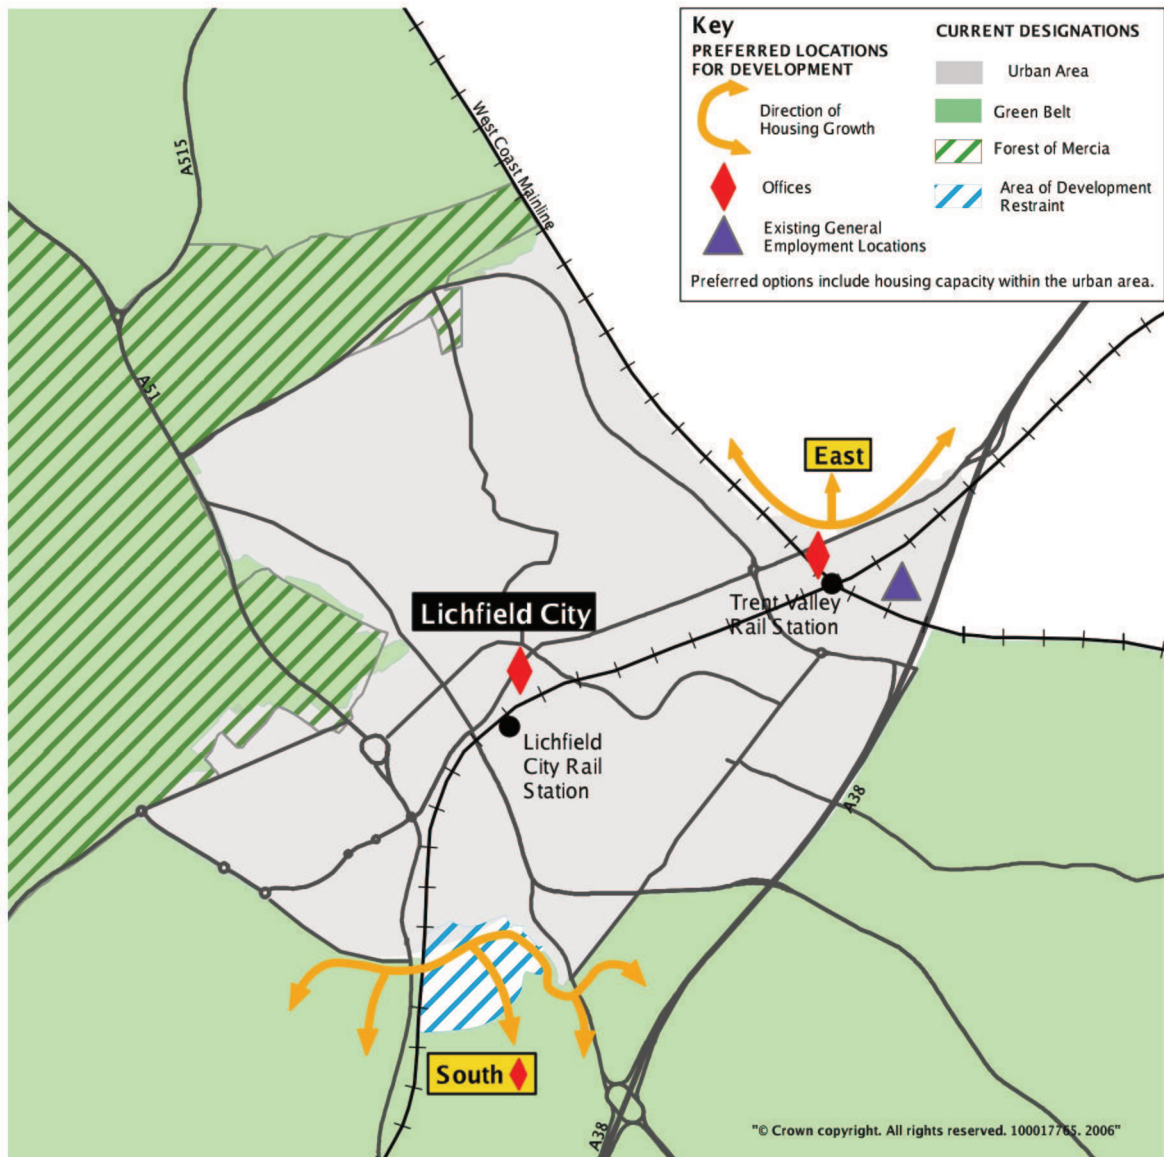 Key
PREFERRED LOCATIONS
FOR DEVELOPMENT
Direction of
Housing Growth
Offices
Existing General
Employment Locations
CURRENT DESIGNATIONS
Urban Area
Green Belt
Forest of Mercia
Area of Development
Restraint
Preferred options include housing capacity within the urban area.
West Coast Mainline
A515
A51
East
Trent Valley
Rail Station
Lichfield City
Lichfield
City Rail
Station
A38
South
A38
"© Crown copyright. All rights reserved. 100017765. 2006"